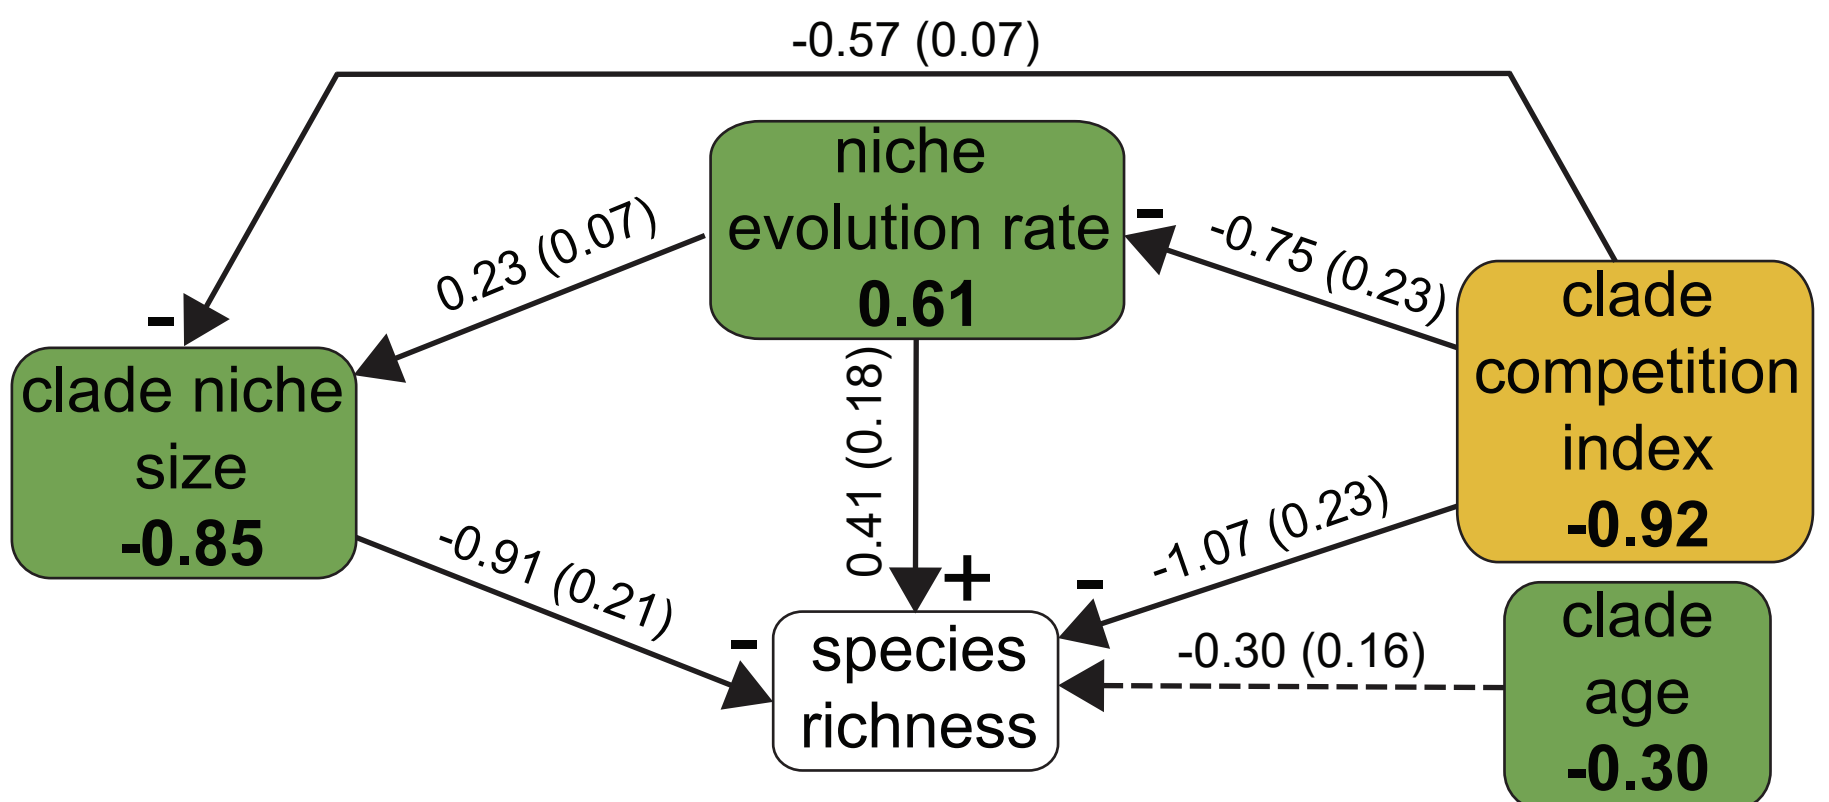 -0.57 (0.07)
niche
evolution rate
0.61
-
-0.75 (0.23)
0.23 (0.07)
-
clade
competition
index
-0.92
clade niche
size
-0.85
0.41 (0.18)
+
-0.91 (0.21)
-
-1.07 (0.23)
-
-0.30 (0.16)
species
richness
clade
age
-0.30